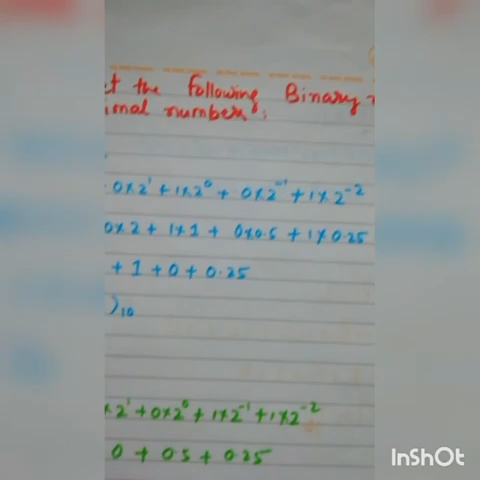 t the Following Binary
imal number:
0×2¹ + 1×2⁰ + 0×2⁻¹ + 1×2⁻²
0×2 + 1×1 + 0×0.5 + 1×0.25
+ 1 + 0 + 0.25
)₁₀
×2¹ + 0×2⁰ + 1×2⁻¹ + 1×2⁻²
0 + 0.5 + 0.25
InShOt